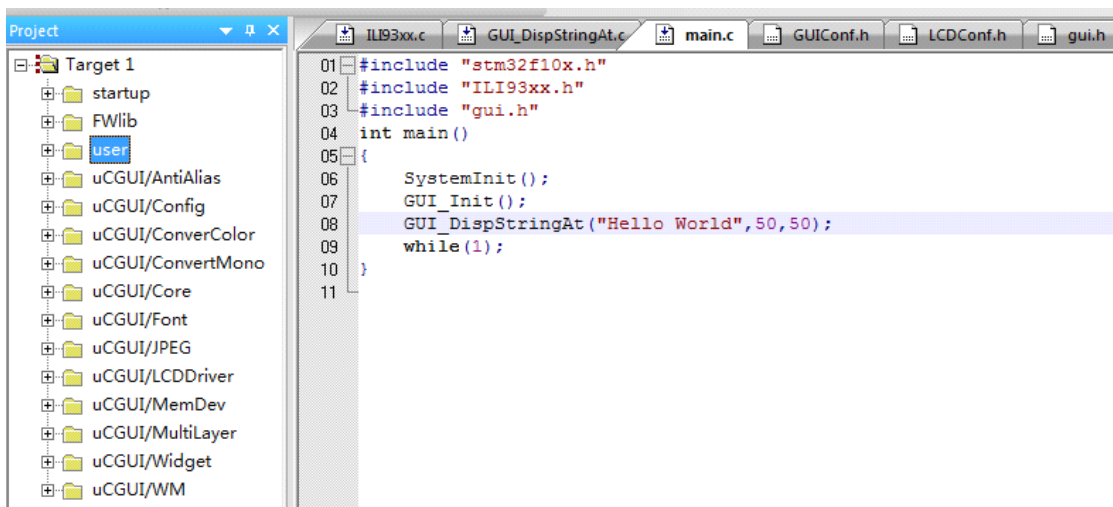 Project
Target 1
startup
FWlib
user
uCGUI/AntiAlias
uCGUI/Config
uCGUI/ConverColor
uCGUI/ConvertMono
uCGUI/Core
uCGUI/Font
uCGUI/JPEG
uCGUI/LCDDriver
uCGUI/MemDev
uCGUI/MultiLayer
uCGUI/Widget
uCGUI/WM
ILI93xx.c GUI_DispStringAt.c main.c GUIConf.h LCDConf.h gui.h
01 #include "stm32f10x.h"
02 #include "ILI93xx.h"
03 #include "gui.h"
04 int main()
05 {
06 SystemInit();
07 GUI_Init();
08 GUI_DispStringAt("Hello World",50,50);
09 while(1);
10 }
11